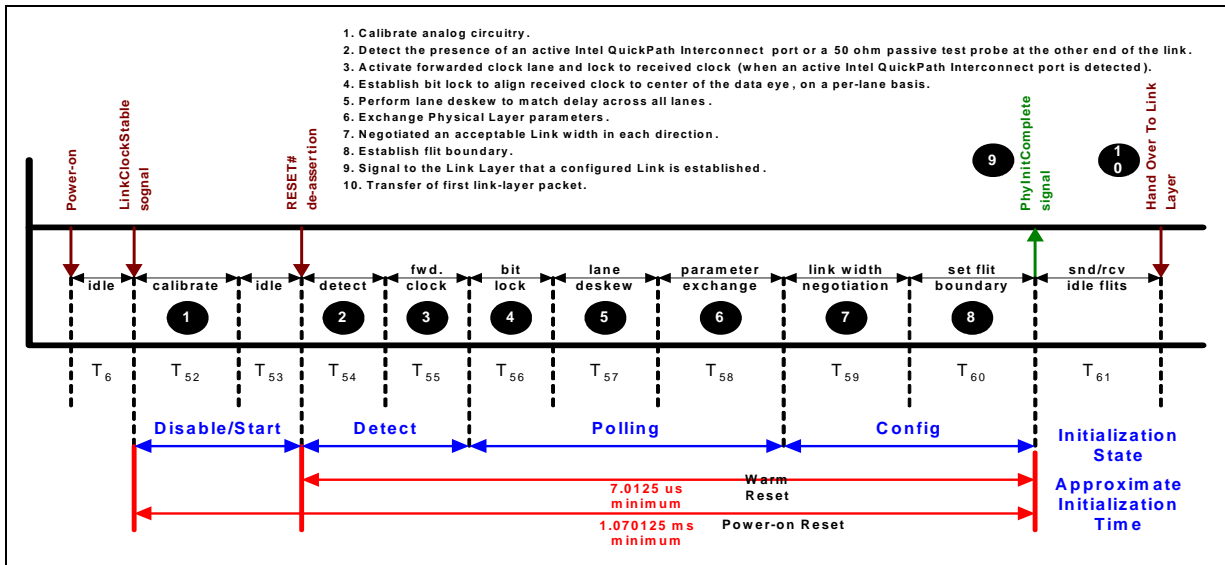 1. Calibrate analog circuitry.
2. Detect the presence of an active Intel QuickPath Interconnect port or a 50 ohm passive test probe at the other end of the link.
3. Activate forwarded clock lane and lock to received clock (when an active Intel QuickPath Interconnect port is detected).
4. Establish bit lock to align received clock to center of the data eye, on a per-lane basis.
5. Perform lane deskew to match delay across all lanes.
6. Exchange Physical Layer parameters.
7. Negotiated an acceptable Link width in each direction.
8. Establish flit boundary.
9. Signal to the Link Layer that a configured Link is established.
10. Transfer of first link-layer packet.
Power-on
LinkClockStable
sognal
RESET#
de-assertion
9
PhyInitComplete
signal
1
0
Hand Over To Link
Layer
idle
calibrate
idle
detect
fwd.
clock
bit
lock
lane
deskew
parameter
exchange
link width
negotiation
set flit
boundary
snd/rcv
idle flits
1
2
3
4
5
6
7
8
T6
T52
T53
T54
T55
T56
T57
T58
T59
T60
T61
Disable/Start
Detect
Polling
Config
Initialization
State
7.0125 us
minimum
Warm
Reset
1.070125 ms
minimum
Power-on Reset
Approximate
Initialization
Time